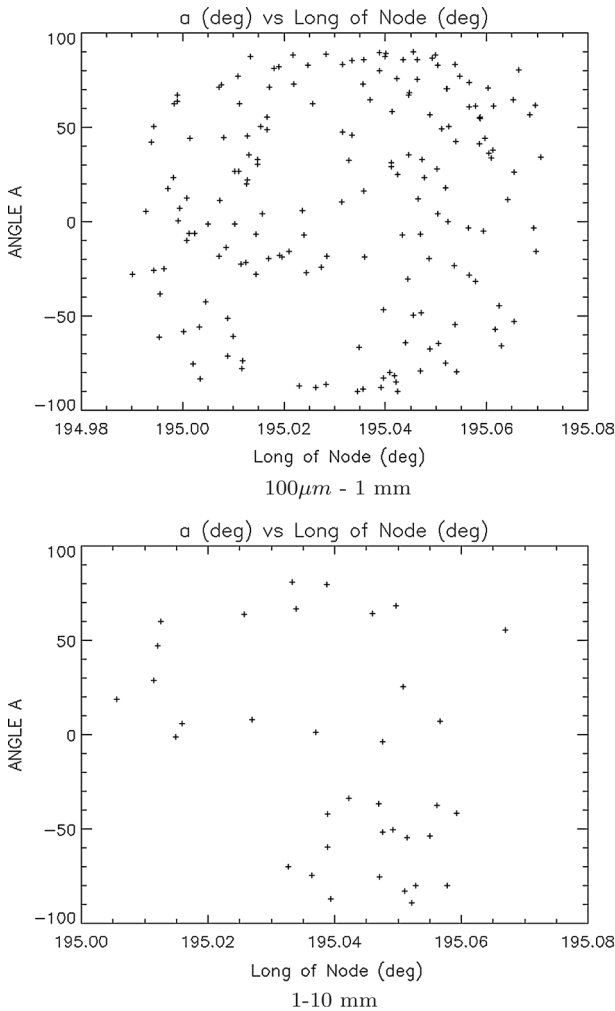 a (deg) vs Long of Node (deg)
100
50
0
−50
−100
ANGLE A
194.98 195.00 195.02 195.04 195.06 195.08
Long of Node (deg)
100μm - 1 mm
a (deg) vs Long of Node (deg)
100
50
0
−50
−100
ANGLE A
195.00 195.02 195.04 195.06 195.08
Long of Node (deg)
1-10 mm